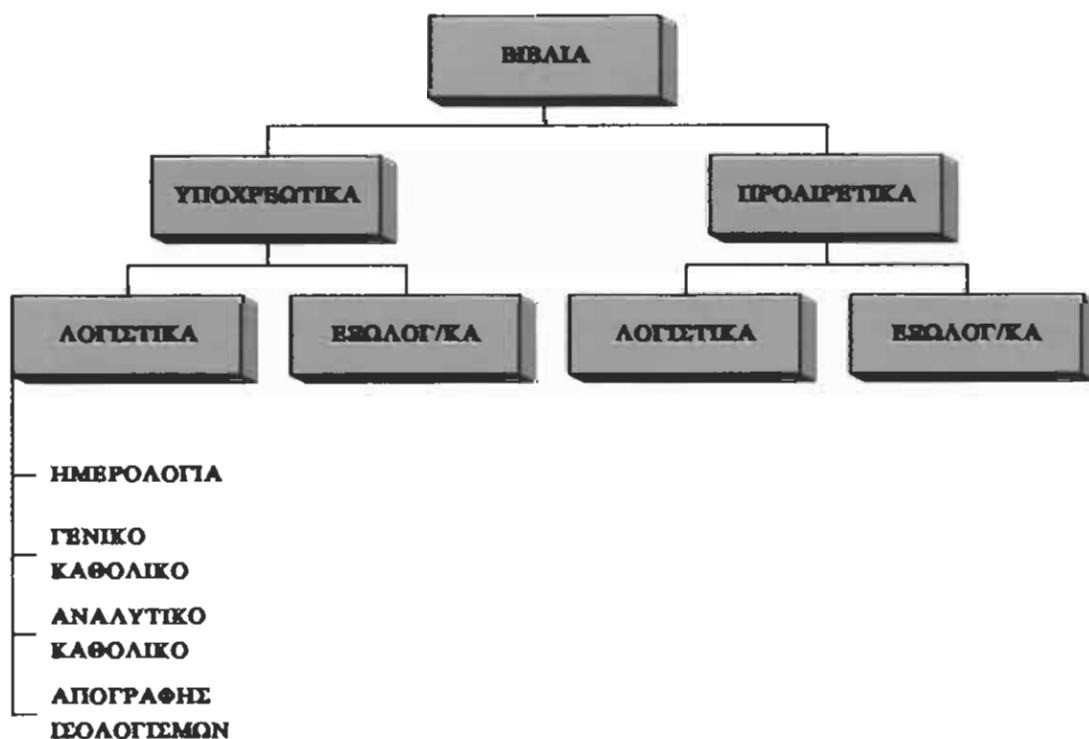 ΒΙΒΛΙΑ
ΥΠΟΧΡΕΩΤΙΚΑ
ΠΡΟΑΙΡΕΤΙΚΑ
ΛΟΓΙΣΤΙΚΑ
ΕΞΩΛΟΓ/ΚΑ
ΛΟΓΙΣΤΙΚΑ
ΕΞΩΛΟΓ/ΚΑ
ΗΜΕΡΟΛΟΓΙΑ
ΓΕΝΙΚΟ
ΚΑΘΟΛΙΚΟ
ΑΝΑΛΥΤΙΚΟ
ΚΑΘΟΛΙΚΟ
ΑΠΟΓΡΑΦΗΣ
ΙΣΟΛΟΓΙΣΜΩΝ